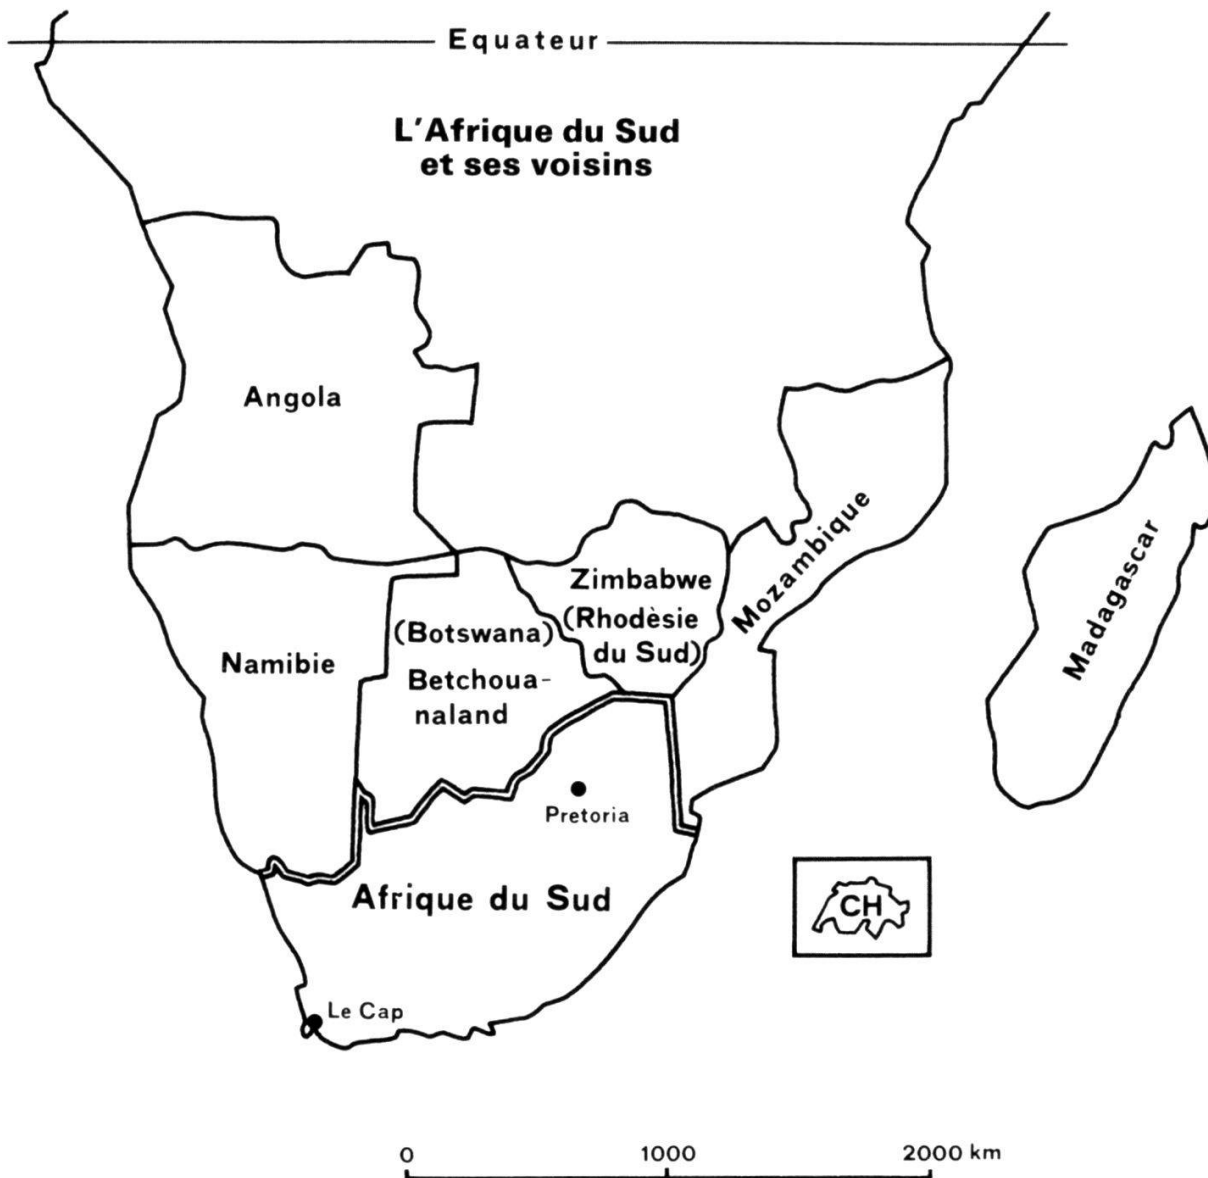 Equateur
L'Afrique du Sud
et ses voisins
Angola
Mozambique
Madagascar
Zimbabwe
(Rhodèsie
du Sud)
(Botswana)
Betchoua-
naland
Namibie
Pretoria
Afrique du Sud
CH
Le Cap
0 1000 2000 km